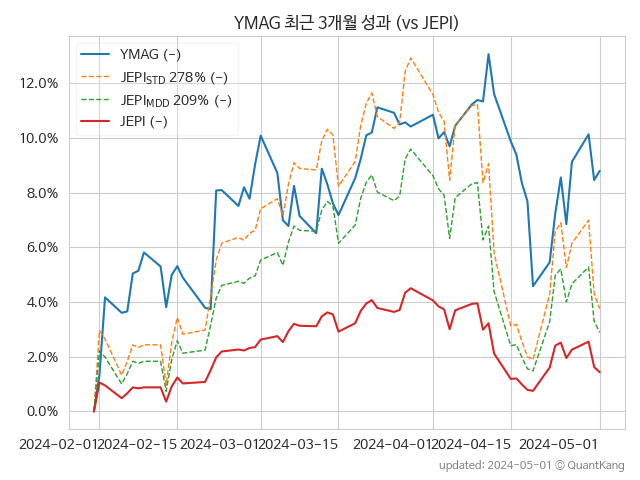 YMAG 최근 3개월 성과 (vs JEPI)
YMAG (-)
JEPI_STD 278% (-)
JEPI_MDD 209% (-)
JEPI (-)
12.0%
10.0%
8.0%
6.0%
4.0%
2.0%
0.0%
2024-02-01 2024-02-15 2024-03-01 2024-03-15 2024-04-01 2024-04-15 2024-05-01
updated: 2024-05-01 © QuantKang